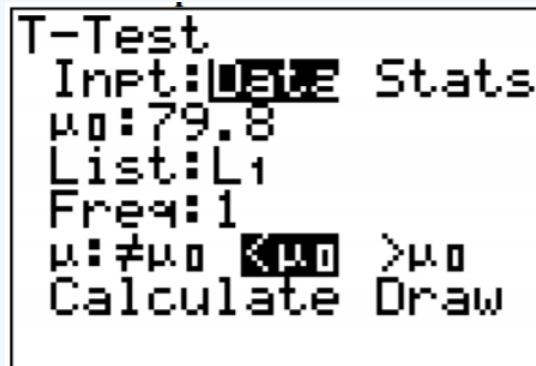 T-Test
Inpt:Data Stats
μ₀:79.8
List:L₁
Freq:1
μ:≠μ₀ <μ₀ >μ₀
Calculate Draw